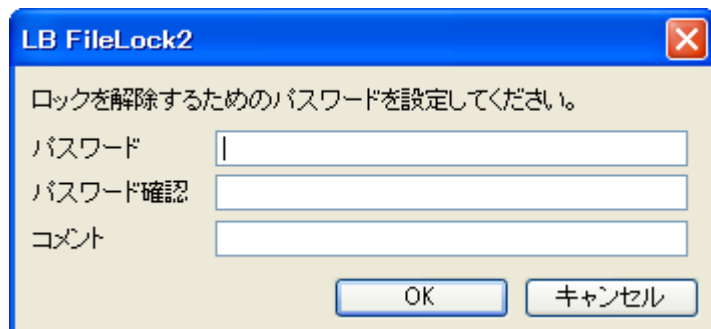 LB FileLock2
ロックを解除するためのパスワードを設定してください。
パスワード
パスワード確認
コメント
OK キャンセル